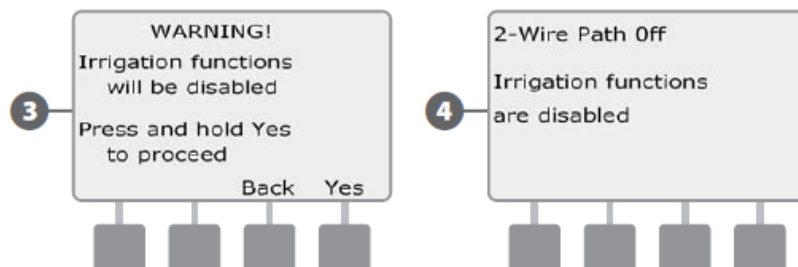 WARNING!
Irrigation functions
will be disabled
Press and hold Yes
to proceed
Back Yes
3
2-Wire Path Off
Irrigation functions
are disabled
4